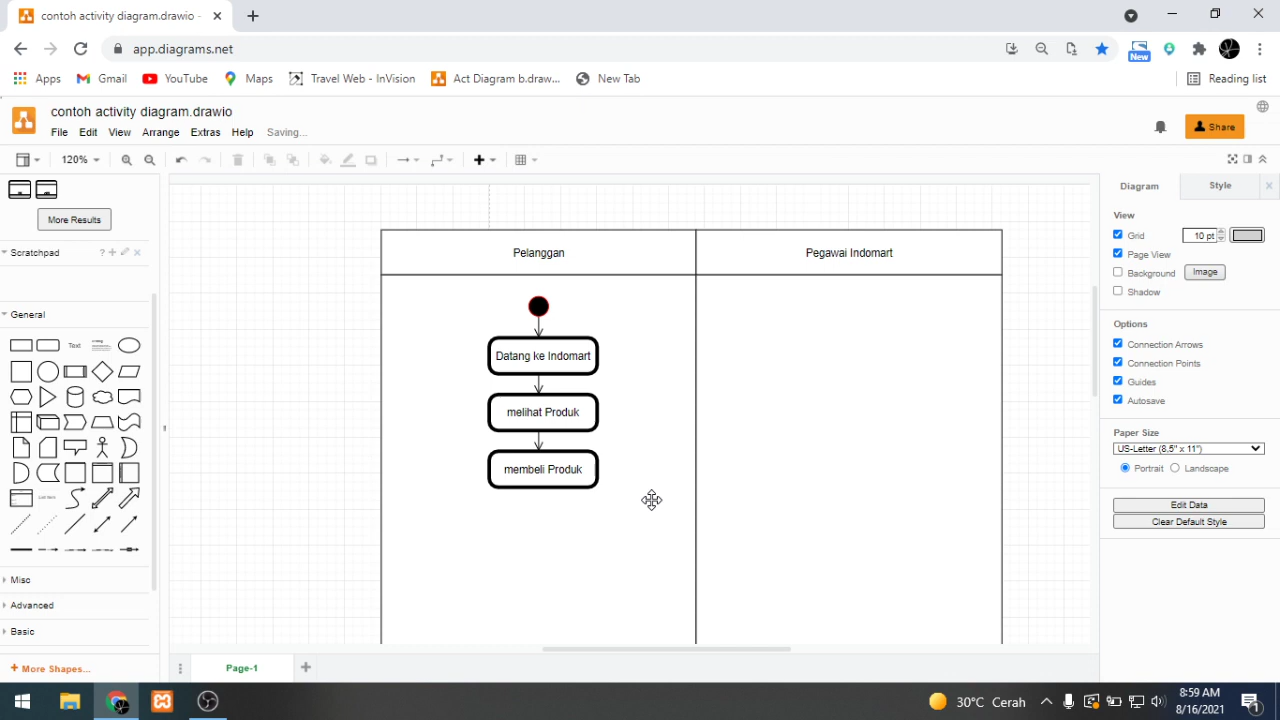 contoh activity diagram.drawio -
app.diagrams.net
New
Apps
Gmail
YouTube
Maps
Travel Web - InVision
Act Diagram b.draw...
New Tab
Reading list
contoh activity diagram.drawio
File
Edit
View
Arrange
Extras
Help
Saving...
Share
120%
More Results
Scratchpad
?
General
Text
List Item
Misc
Advanced
Basic
+ More Shapes...
Pelanggan
Pegawai Indomart
Datang ke Indomart
melihat Produk
membeli Produk
Page-1
Diagram
Style
View
Grid
10 pt
Page View
Background
Image
Shadow
Options
Connection Arrows
Connection Points
Guides
Autosave
Paper Size
US-Letter (8.5" x 11")
Portrait
Landscape
Edit Data
Clear Default Style
30°C Cerah
8:59 AM
8/16/2021
1